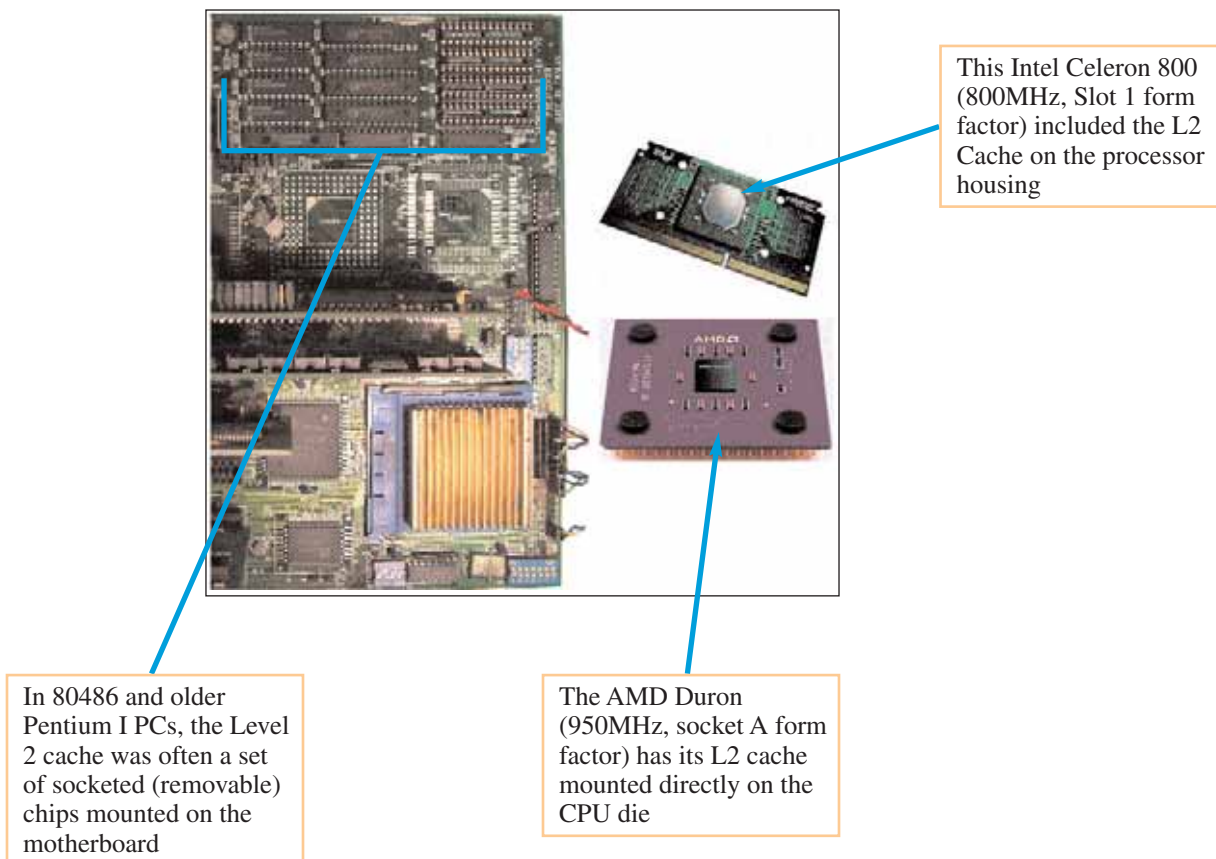 This Intel Celeron 800
(800MHz, Slot 1 form
factor) included the L2
Cache on the processor
housing
AMD
In 80486 and older
Pentium I PCs, the Level
2 cache was often a set
of socketed (removable)
chips mounted on the
motherboard
The AMD Duron
(950MHz, socket A form
factor) has its L2 cache
mounted directly on the
CPU die